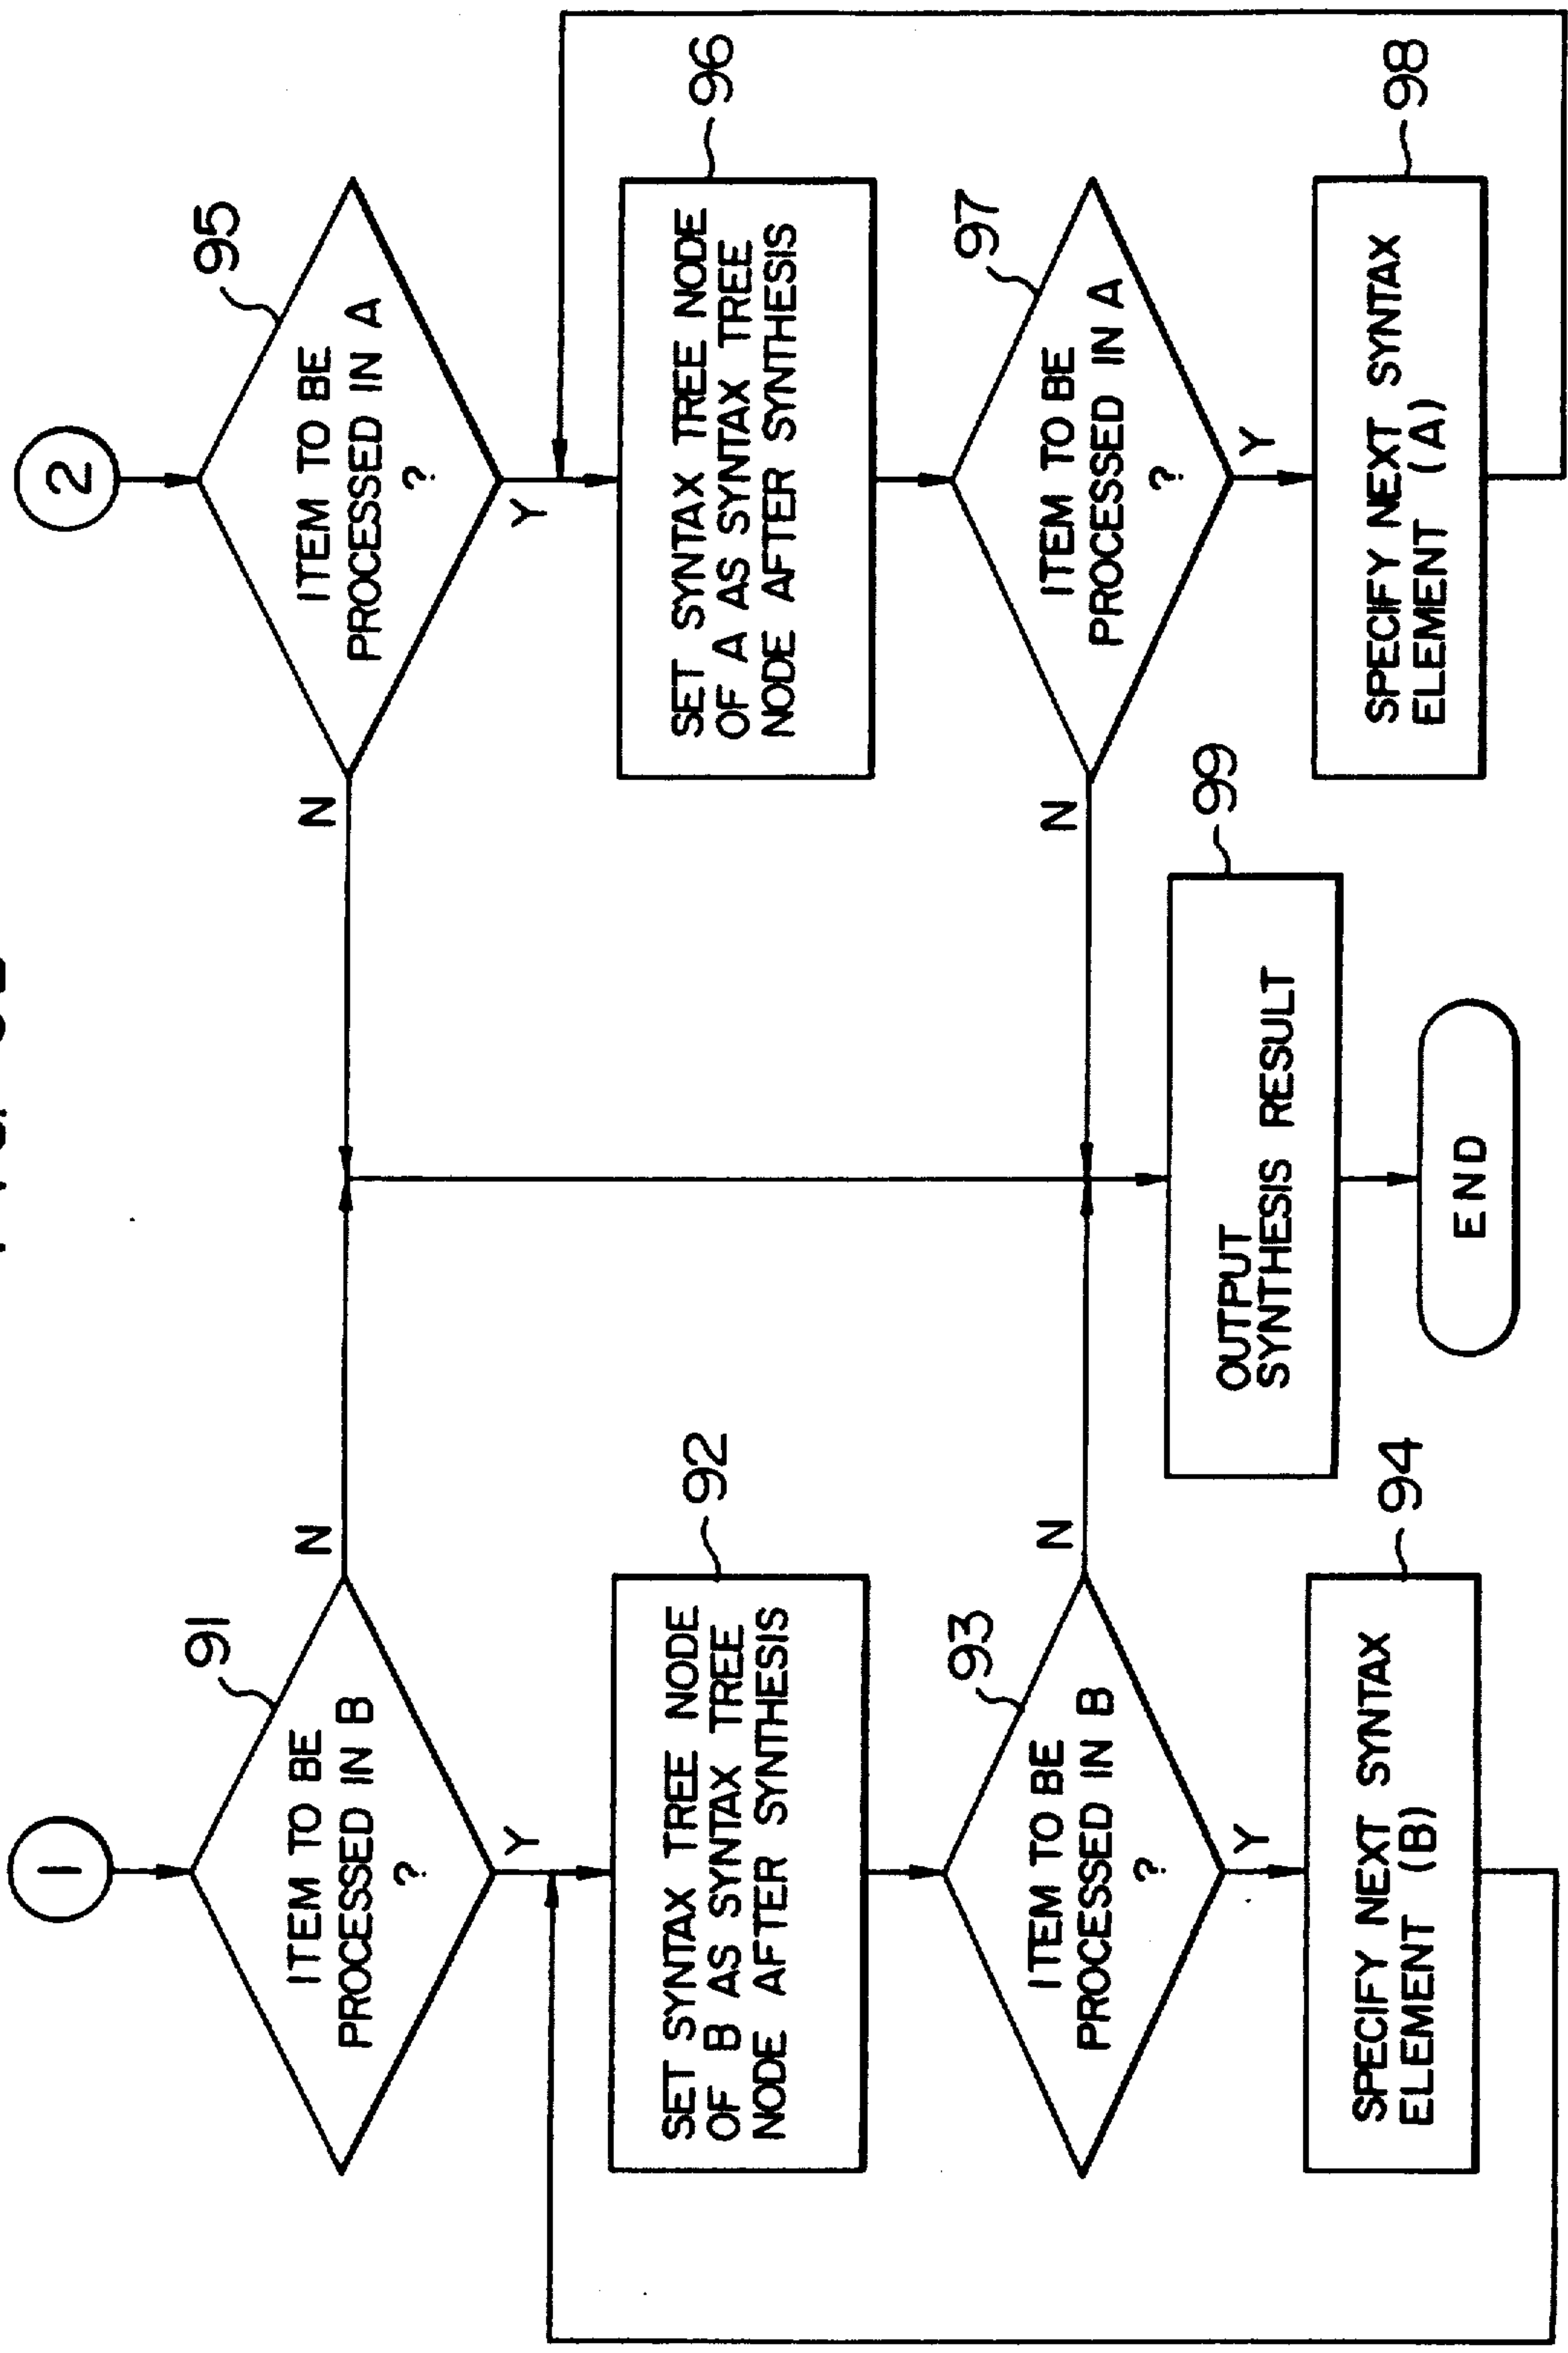 1
91
ITEM TO BE
PROCESSED IN B
?
N
Y
92
SET SYNTAX TREE NODE
OF B AS SYNTAX TREE
NODE AFTER SYNTHESIS
93
ITEM TO BE
PROCESSED IN B
?
N
Y
94
SPECIFY NEXT SYNTAX
ELEMENT (B)
2
95
ITEM TO BE
PROCESSED IN A
?
N
Y
96
SET SYNTAX TREE NODE
OF A AS SYNTAX TREE
NODE AFTER SYNTHESIS
97
ITEM TO BE
PROCESSED IN A
?
N
Y
98
SPECIFY NEXT SYNTAX
ELEMENT (A)
99
OUTPUT
SYNTHESIS RESULT
END